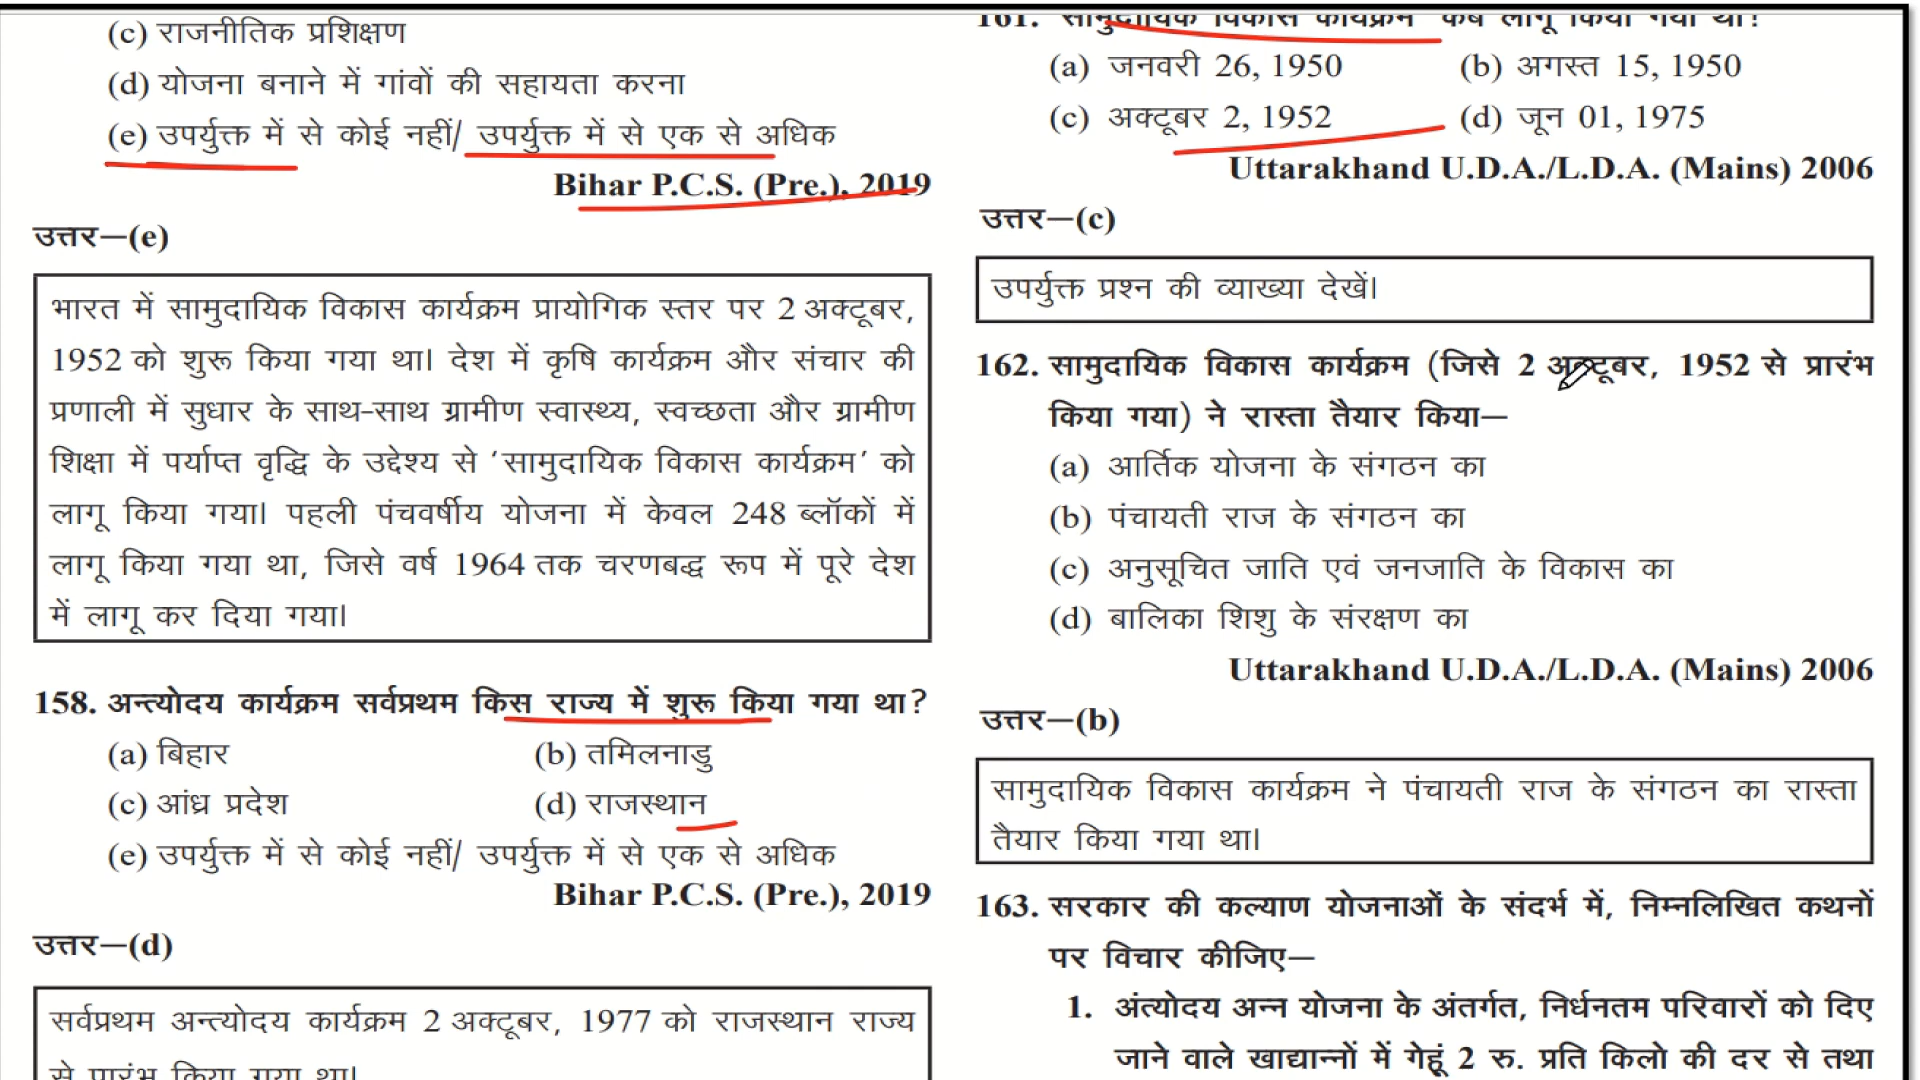 (c) राजनीतिक प्रशिक्षण
(d) योजना बनाने में गांवों की सहायता करना
(e) उपर्युक्त में से कोई नहीं/ उपर्युक्त में से एक से अधिक
Bihar P.C.S. (Pre.), 2019
उत्तर—(e)
भारत में सामुदायिक विकास कार्यक्रम प्रायोगिक स्तर पर 2 अक्टूबर,
1952 को शुरू किया गया था। देश में कृषि कार्यक्रम और संचार की
प्रणाली में सुधार के साथ-साथ ग्रामीण स्वास्थ्य, स्वच्छता और ग्रामीण
शिक्षा में पर्याप्त वृद्धि के उद्देश्य से ‘सामुदायिक विकास कार्यक्रम’ को
लागू किया गया। पहली पंचवर्षीय योजना में केवल 248 ब्लॉकों में
लागू किया गया था, जिसे वर्ष 1964 तक चरणबद्ध रूप में पूरे देश
में लागू कर दिया गया।
158. अन्त्योदय कार्यक्रम सर्वप्रथम किस राज्य में शुरू किया गया था?
(a) बिहार (b) तमिलनाडु
(c) आंध्र प्रदेश (d) राजस्थान
(e) उपर्युक्त में से कोई नहीं/ उपर्युक्त में से एक से अधिक
Bihar P.C.S. (Pre.), 2019
उत्तर—(d)
सर्वप्रथम अन्त्योदय कार्यक्रम 2 अक्टूबर, 1977 को राजस्थान राज्य
से प्रारंभ किया गया था।
161. सामुदायिक विकास कार्यक्रम कब लागू किया गया था?
(a) जनवरी 26, 1950 (b) अगस्त 15, 1950
(c) अक्टूबर 2, 1952 (d) जून 01, 1975
Uttarakhand U.D.A./L.D.A. (Mains) 2006
उत्तर—(c)
उपर्युक्त प्रश्न की व्याख्या देखें।
162. सामुदायिक विकास कार्यक्रम (जिसे 2 अक्टूबर, 1952 से प्रारंभ
किया गया) ने रास्ता तैयार किया—
(a) आर्तिक योजना के संगठन का
(b) पंचायती राज के संगठन का
(c) अनुसूचित जाति एवं जनजाति के विकास का
(d) बालिका शिशु के संरक्षण का
Uttarakhand U.D.A./L.D.A. (Mains) 2006
उत्तर—(b)
सामुदायिक विकास कार्यक्रम ने पंचायती राज के संगठन का रास्ता
तैयार किया गया था।
163. सरकार की कल्याण योजनाओं के संदर्भ में, निम्नलिखित कथनों
पर विचार कीजिए—
1. अंत्योदय अन्न योजना के अंतर्गत, निर्धनतम परिवारों को दिए
जाने वाले खाद्यान्नों में गेहूं 2 रु. प्रति किलो की दर से तथा